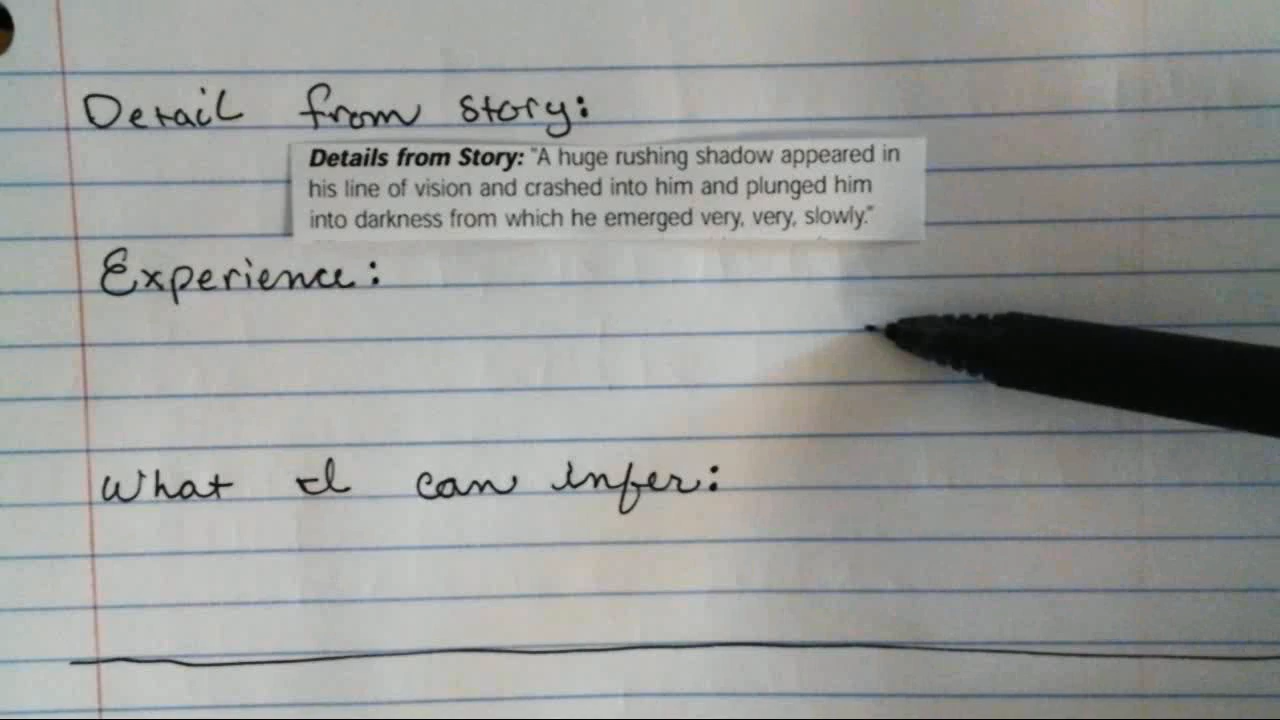 Detail from story:
Details from Story: "A huge rushing shadow appeared in
his line of vision and crashed into him and plunged him
into darkness from which he emerged very, very, slowly."
Experience:
What I can infer: